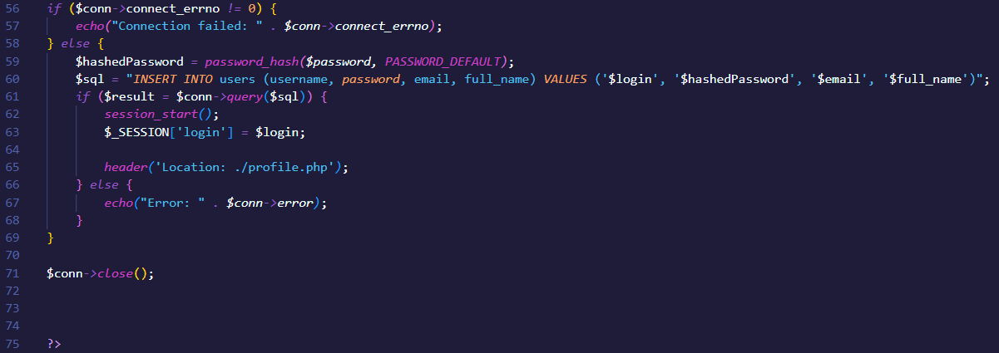 56 if ($conn->connect_errno != 0) {
57 echo("Connection failed: " . $conn->connect_errno);
58 } else {
59 $hashedPassword = password_hash($password, PASSWORD_DEFAULT);
60 $sql = "INSERT INTO users (username, password, email, full_name) VALUES ('$login', '$hashedPassword', '$email', '$full_name')";
61 if ($result = $conn->query($sql)) {
62 session_start();
63 $_SESSION['login'] = $login;
64
65 header('Location: ./profile.php');
66 } else {
67 echo("Error: " . $conn->error);
68 }
69 }
70
71 $conn->close();
72
73
74
75 ?>